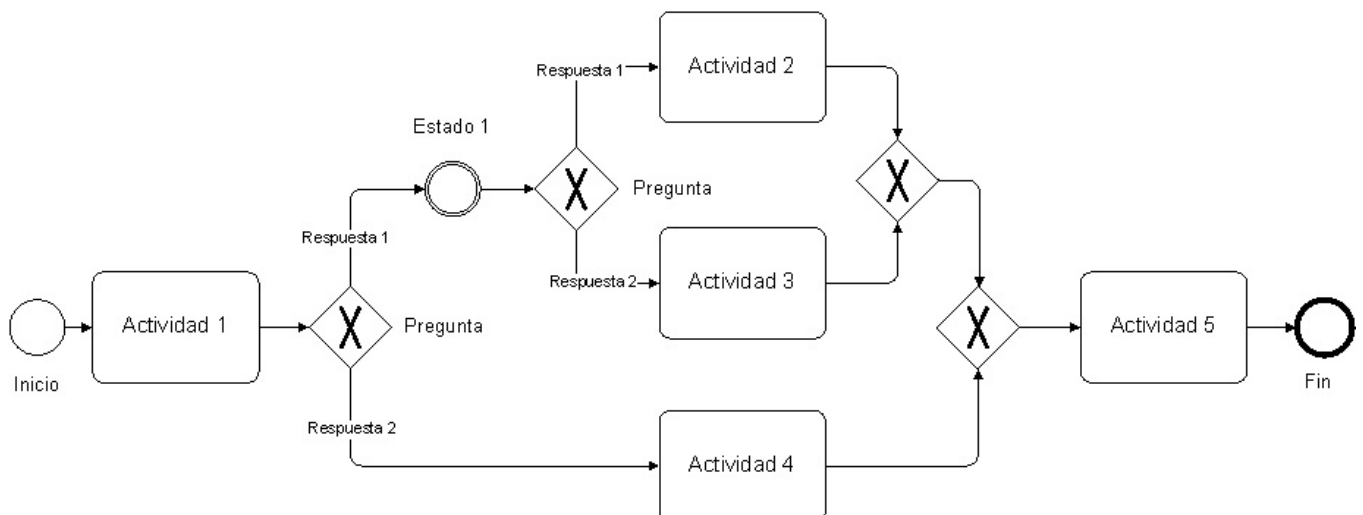 Respuesta 1
Actividad 2
Estado 1
Pregunta
Respuesta 1
Respuesta 2
Actividad 3
Actividad 1
Pregunta
Actividad 5
Inicio
Fin
Respuesta 2
Actividad 4